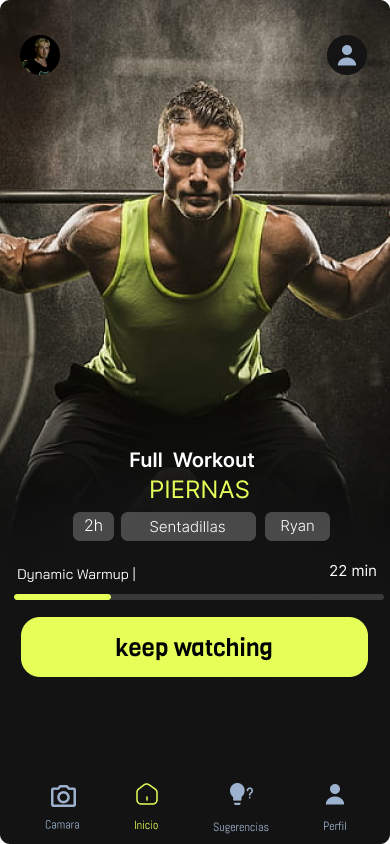 Full Workout
PIERNAS
2h Sentadillas Ryan
Dynamic Warmup | 22 min
keep watching
?
Camara Inicio Sugerencias Perfil